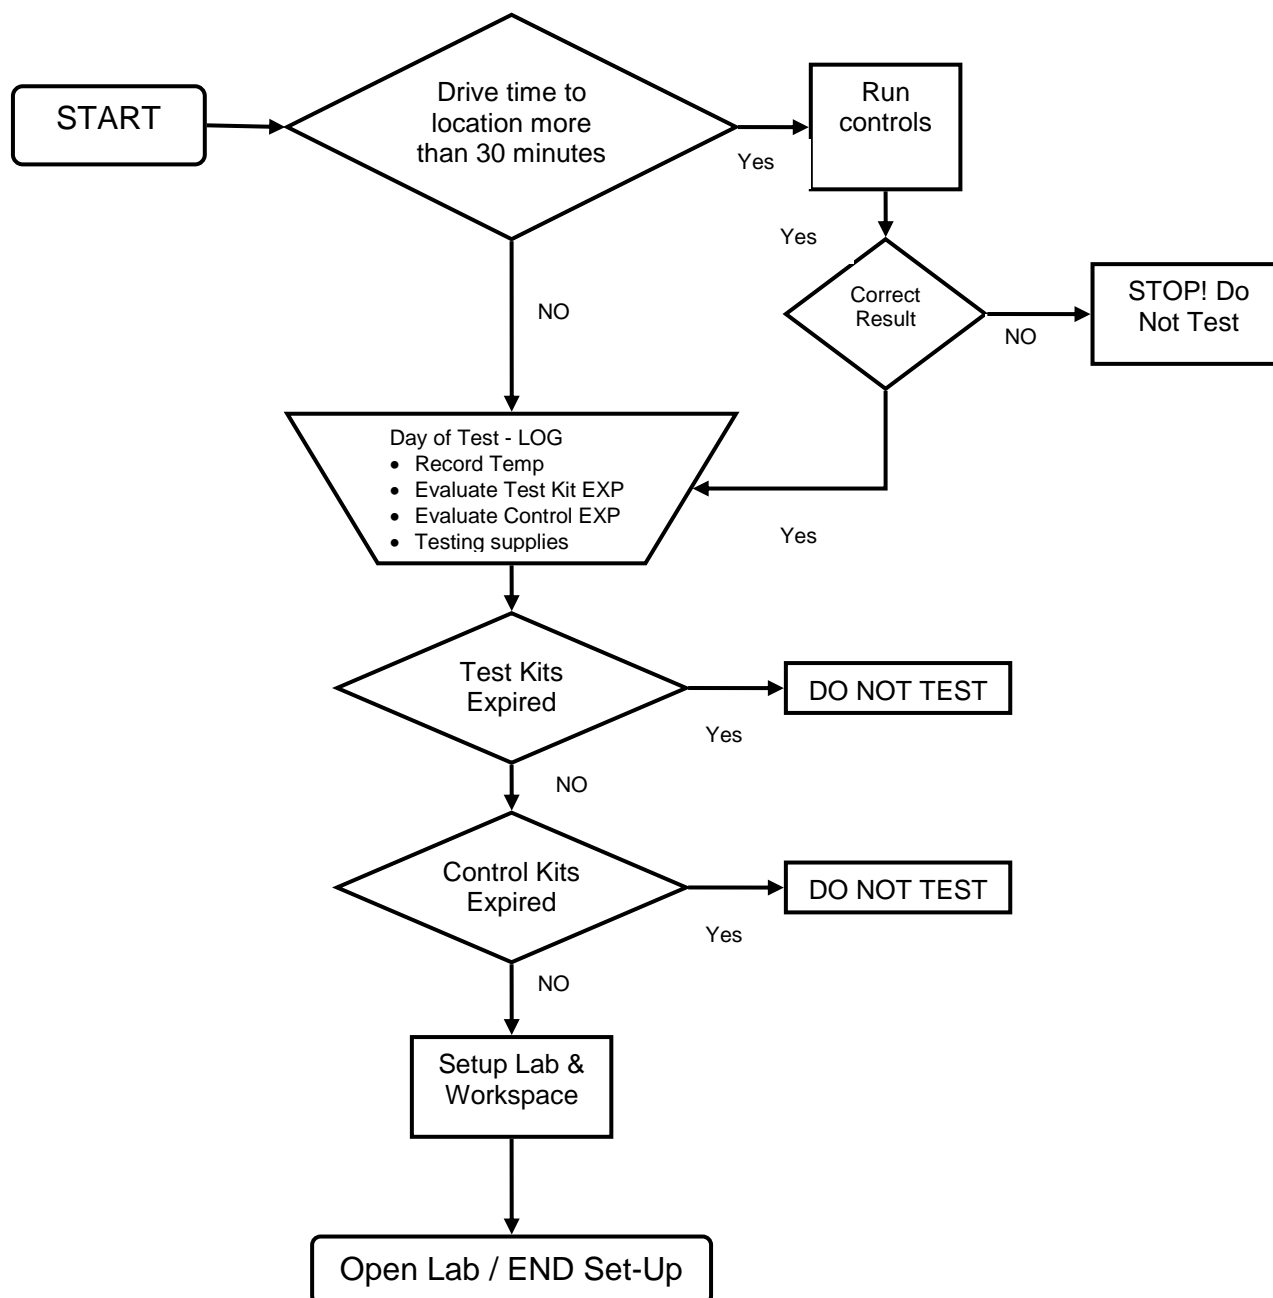 START
Drive time to
location more
than 30 minutes
Yes
Run
controls
Yes
Correct
Result
NO
STOP! Do
Not Test
NO
Day of Test - LOG
• Record Temp
• Evaluate Test Kit EXP
• Evaluate Control EXP
• Testing supplies
Yes
Test Kits
Expired
Yes
DO NOT TEST
NO
Control Kits
Expired
Yes
DO NOT TEST
NO
Setup Lab &
Workspace
Open Lab / END Set-Up